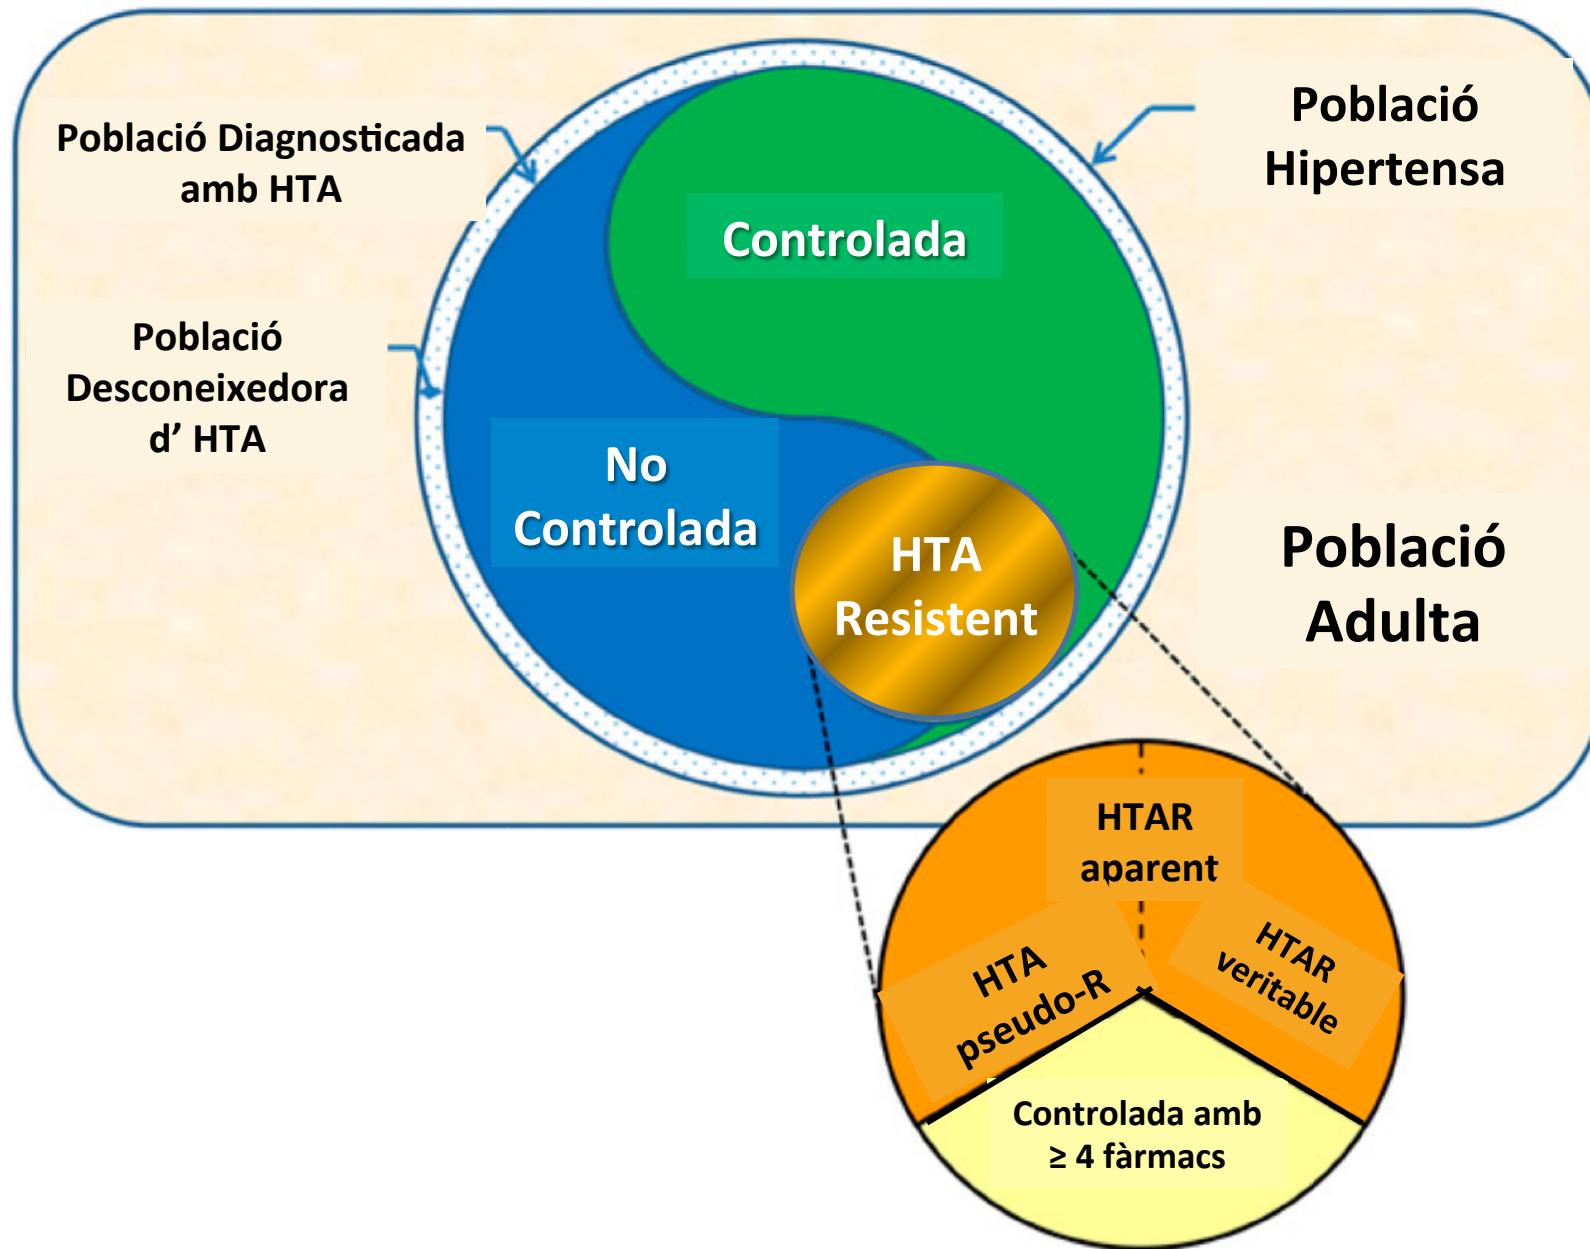 Població Diagnosticada
amb HTA
Població
Hipertensa
Controlada
Població
Desconeixedora
d’ HTA
No
Controlada
HTA
Resistent
Població
Adulta
HTAR
aparent
HTA
pseudo-R
HTAR
veritable
Controlada amb
≥ 4 fàrmacs